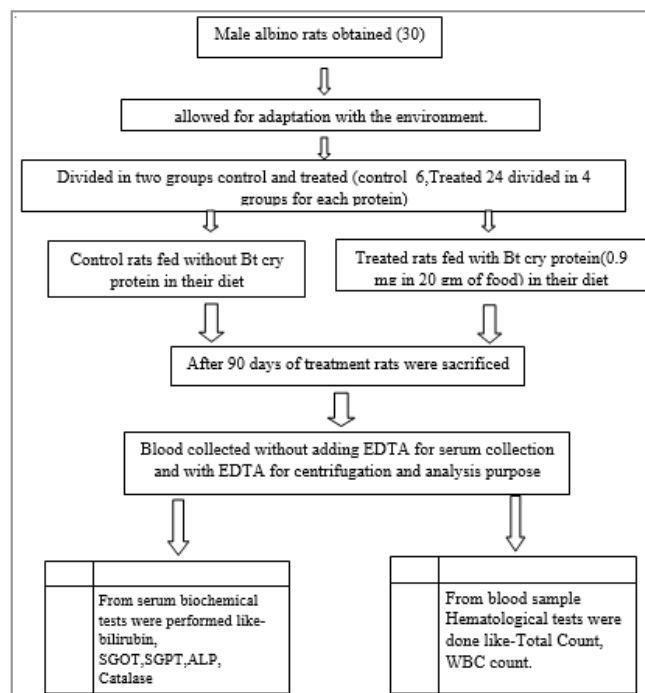 Male albino rats obtained (30)
allowed for adaptation with the environment.
Divided in two groups control and treated (control 6,Treated 24 divided in 4
groups for each protein)
Control rats fed without Bt cry
protein in their diet
Treated rats fed with Bt cry protein(0.9
mg in 20 gm of food) in their diet
After 90 days of treatment rats were sacrificed
Blood collected without adding EDTA for serum collection
and with EDTA for centrifugation and analysis purpose
From serum biochemical
tests were performed like-
bilirubin,
SGOT,SGPT,ALP,
Catalase
From blood sample
Hematological tests were
done like-Total Count,
WBC count.